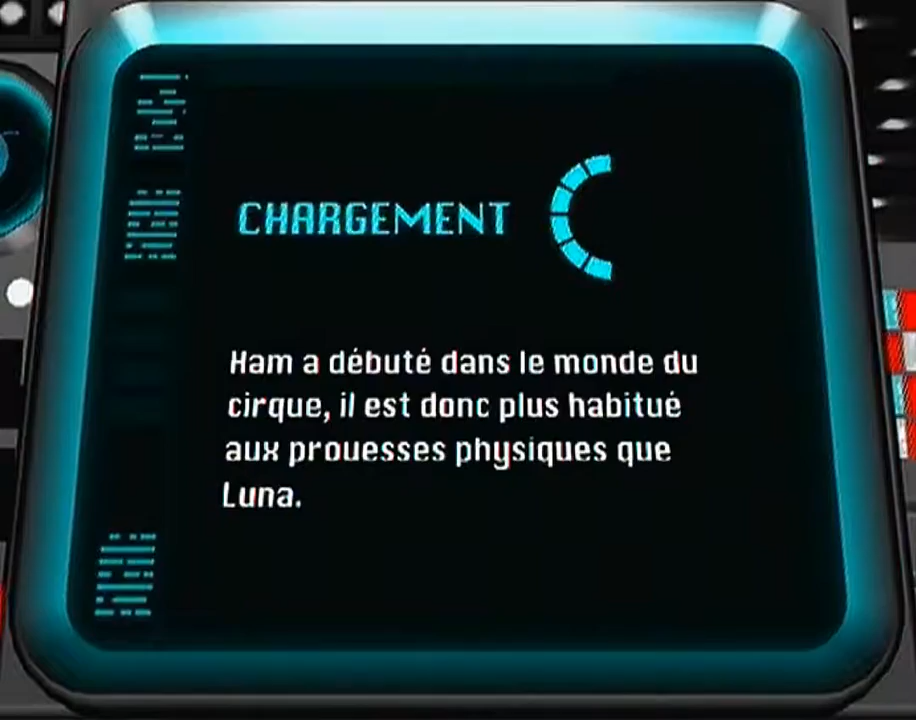 CHARGEMENT
Ham a débuté dans le monde du
cirque, il est donc plus habitué
aux prouesses physiques que
Luna.